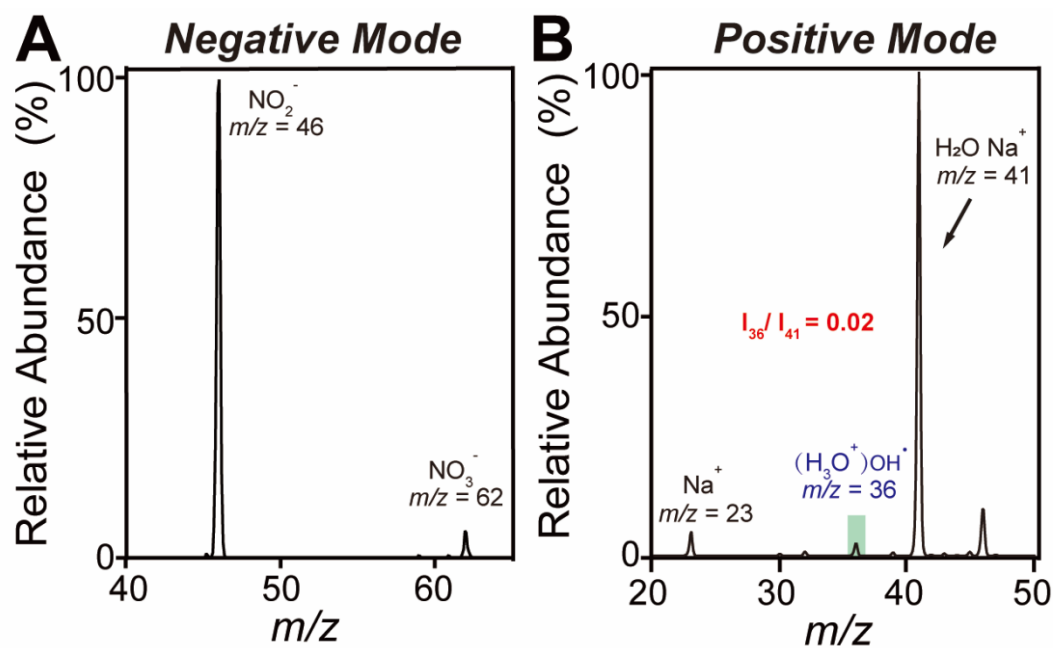 A
Negative Mode
Relative Abundance (%)
100
50
0
NO₂⁻
m/z = 46
NO₃⁻
m/z = 62
40
50
60
m/z
B
Positive Mode
Relative Abundance (%)
100
50
0
H₂O Na⁺
m/z = 41
I₃₆/ I₄₁ = 0.02
(H₃O⁺)OH•
m/z = 36
Na⁺
m/z = 23
20
30
40
50
m/z